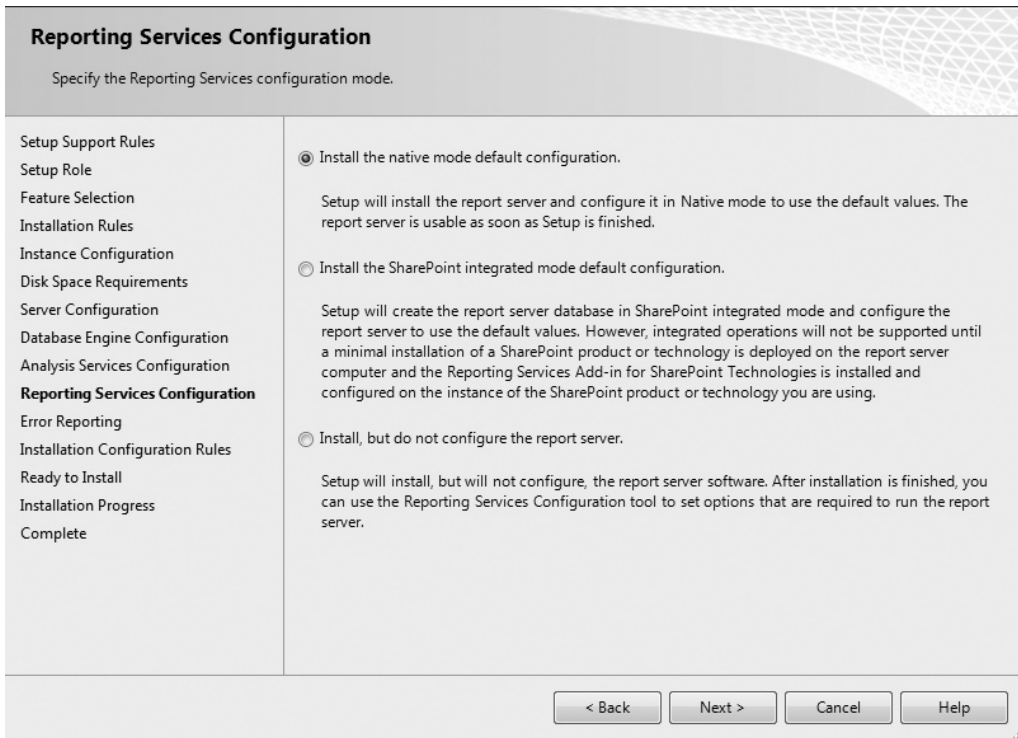 Reporting Services Configuration
Specify the Reporting Services configuration mode.
Setup Support Rules
Setup Role
Feature Selection
Installation Rules
Instance Configuration
Disk Space Requirements
Server Configuration
Database Engine Configuration
Analysis Services Configuration
Reporting Services Configuration
Error Reporting
Installation Configuration Rules
Ready to Install
Installation Progress
Complete
Install the native mode default configuration.
Setup will install the report server and configure it in Native mode to use the default values. The
report server is usable as soon as Setup is finished.
Install the SharePoint integrated mode default configuration.
Setup will create the report server database in SharePoint integrated mode and configure the
report server to use the default values. However, integrated operations will not be supported until
a minimal installation of a SharePoint product or technology is deployed on the report server
computer and the Reporting Services Add-in for SharePoint Technologies is installed and
configured on the instance of the SharePoint product or technology you are using.
Install, but do not configure the report server.
Setup will install, but will not configure, the report server software. After installation is finished, you
can use the Reporting Services Configuration tool to set options that are required to run the report
server.
< Back
Next >
Cancel
Help